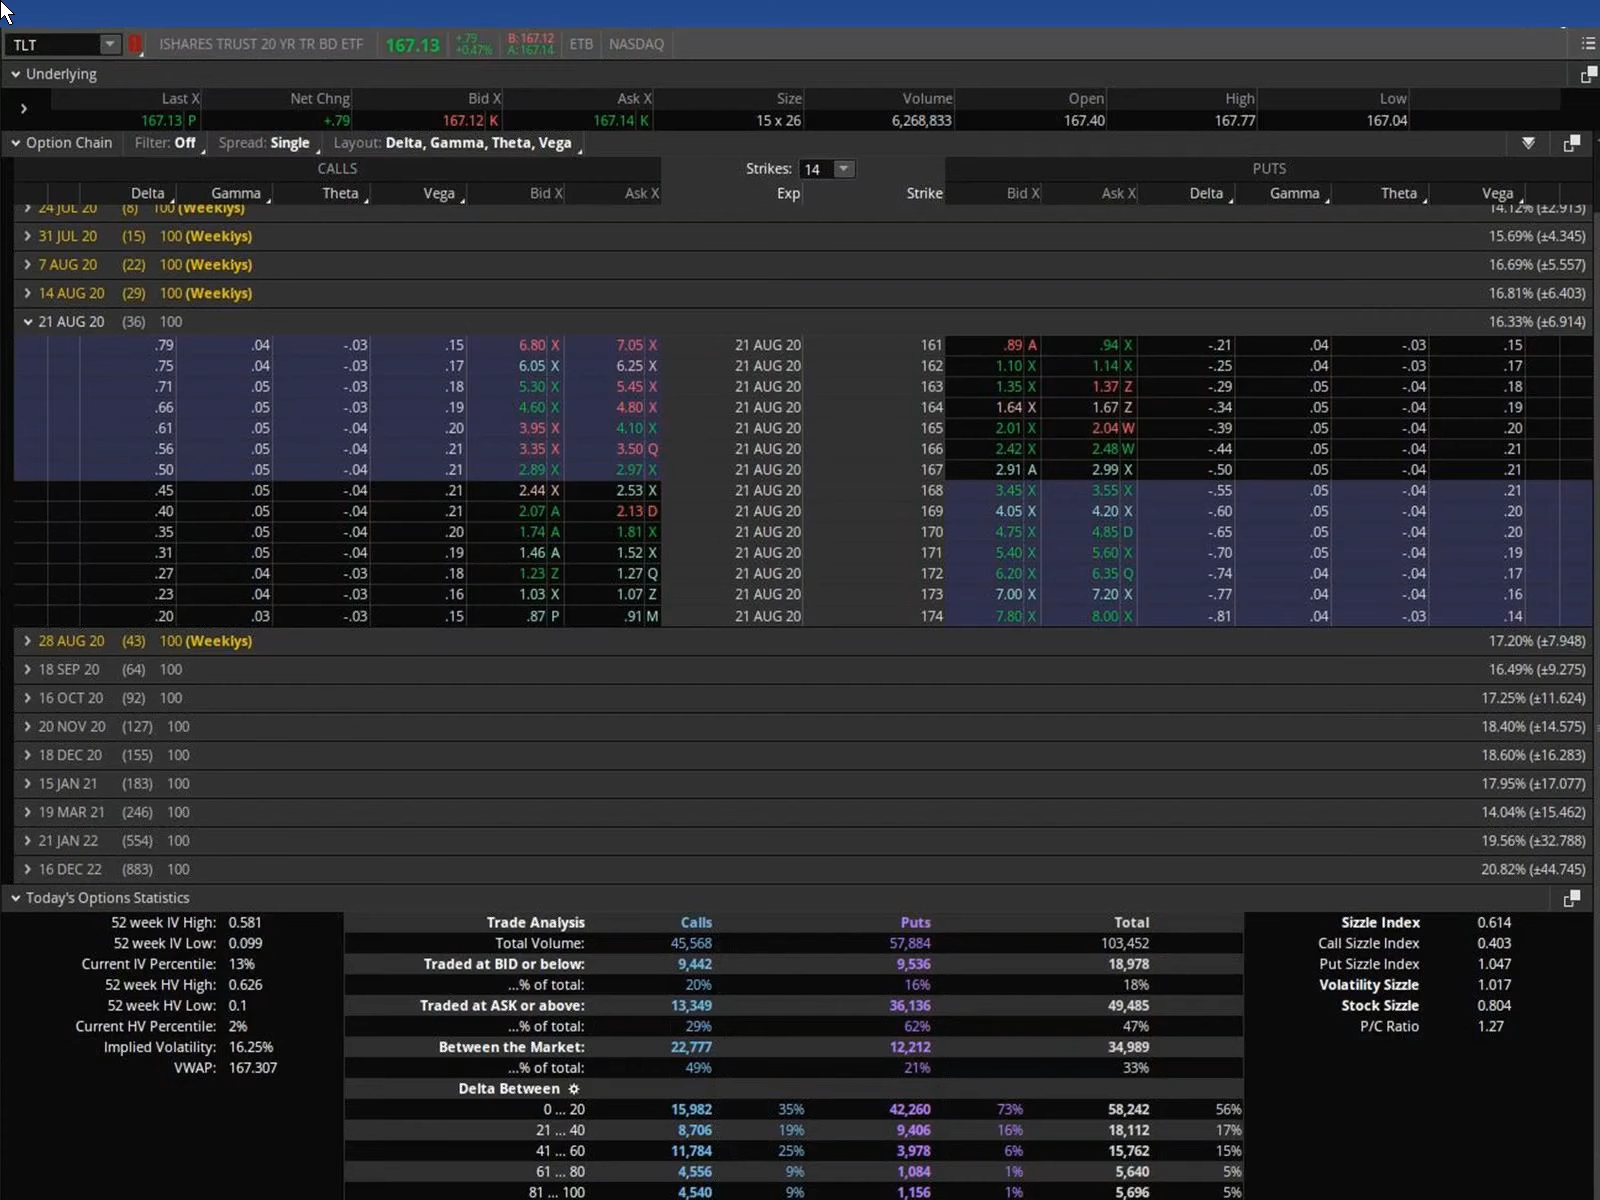 TLT ISHARES TRUST 20 YR TR BD ETF 167.13 +.79 +0.47% B: 167.12 A: 167.14 ETB NASDAQ
Underlying
Last X Net Chng Bid X Ask X Size Volume Open High Low
167.13 P +.79 167.12 K 167.14 K 15 x 26 6,268,833 167.40 167.77 167.04
Option Chain Filter: Off Spread: Single Layout: Delta, Gamma, Theta, Vega
CALLS Strikes: 14 PUTS
Delta Gamma Theta Vega Bid X Ask X Exp Strike Bid X Ask X Delta Gamma Theta Vega
24 JUL 20 (8) 100 (Weeklys) 14.12% (±2.913)
31 JUL 20 (15) 100 (Weeklys) 15.69% (±4.345)
7 AUG 20 (22) 100 (Weeklys) 16.69% (±5.557)
14 AUG 20 (29) 100 (Weeklys) 16.81% (±6.403)
21 AUG 20 (36) 100 16.33% (±6.914)
.79 .04 -.03 .15 6.80 X 7.05 X 21 AUG 20 161 .89 A .94 X -.21 .04 -.03 .15
.75 .04 -.03 .17 6.05 X 6.25 X 21 AUG 20 162 1.10 X 1.14 X -.25 .04 -.03 .17
.71 .05 -.03 .18 5.30 X 5.45 X 21 AUG 20 163 1.35 X 1.37 Z -.29 .05 -.03 .18
.66 .05 -.03 .19 4.60 X 4.80 X 21 AUG 20 164 1.64 X 1.67 Z -.34 .05 -.04 .19
.61 .05 -.04 .20 3.95 X 4.10 X 21 AUG 20 165 2.01 X 2.04 W -.39 .05 -.04 .20
.56 .05 -.04 .21 3.35 X 3.50 Q 21 AUG 20 166 2.42 X 2.48 W -.44 .05 -.04 .21
.50 .05 -.04 .21 2.89 X 2.97 X 21 AUG 20 167 2.91 A 2.99 X -.50 .05 -.04 .21
.45 .05 -.04 .21 2.44 X 2.53 X 21 AUG 20 168 3.45 X 3.55 X -.55 .05 -.04 .21
.40 .05 -.04 .21 2.07 A 2.13 D 21 AUG 20 169 4.05 X 4.20 X -.60 .05 -.04 .20
.35 .05 -.04 .20 1.74 A 1.81 X 21 AUG 20 170 4.75 X 4.85 D -.65 .05 -.04 .20
.31 .05 -.04 .19 1.46 A 1.52 X 21 AUG 20 171 5.40 X 5.60 X -.70 .05 -.04 .19
.27 .04 -.03 .18 1.23 Z 1.27 Q 21 AUG 20 172 6.20 X 6.35 Q -.74 .04 -.04 .17
.23 .04 -.03 .16 1.03 X 1.07 Z 21 AUG 20 173 7.00 X 7.20 X -.77 .04 -.04 .16
.20 .03 -.03 .15 .87 P .91 M 21 AUG 20 174 7.80 X 8.00 X -.81 .04 -.03 .14
28 AUG 20 (43) 100 (Weeklys) 17.20% (±7.948)
18 SEP 20 (64) 100 16.49% (±9.275)
16 OCT 20 (92) 100 17.25% (±11.624)
20 NOV 20 (127) 100 18.40% (±14.575)
18 DEC 20 (155) 100 18.60% (±16.283)
15 JAN 21 (183) 100 17.95% (±17.077)
19 MAR 21 (246) 100 14.04% (±15.462)
21 JAN 22 (554) 100 19.56% (±32.788)
16 DEC 22 (883) 100 20.82% (±44.745)
Today's Options Statistics
52 week IV High: 0.581 Trade Analysis Calls Puts Total Sizzle Index 0.614
52 week IV Low: 0.099 Total Volume: 45,568 57,884 103,452 Call Sizzle Index 0.403
Current IV Percentile: 13% Traded at BID or below: 9,442 9,536 18,978 Put Sizzle Index 1.047
52 week HV High: 0.626 ...% of total: 20% 16% 18% Volatility Sizzle 1.017
52 week HV Low: 0.1 Traded at ASK or above: 13,349 36,136 49,485 Stock Sizzle 0.804
Current HV Percentile: 2% ...% of total: 29% 62% 47% P/C Ratio 1.27
Implied Volatility: 16.25% Between the Market: 22,777 12,212 34,989
VWAP: 167.307 ...% of total: 49% 21% 33%
Delta Between
0 ... 20 15,982 35% 42,260 73% 58,242 56%
21 ... 40 8,706 19% 9,406 16% 18,112 17%
41 ... 60 11,784 25% 3,978 6% 15,762 15%
61 ... 80 4,556 9% 1,084 1% 5,640 5%
81 ... 100 4,540 9% 1,156 1% 5,696 5%